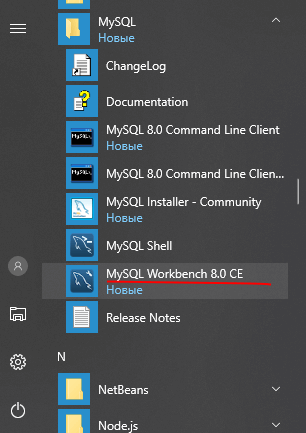 MySQL
Новые
ChangeLog
Documentation
MySQL 8.0 Command Line Client
Новые
MySQL 8.0 Command Line Clien...
Новые
MySQL Installer - Community
Новые
MySQL Shell
MySQL Workbench 8.0 CE
Новые
Release Notes
N
NetBeans
Node.js